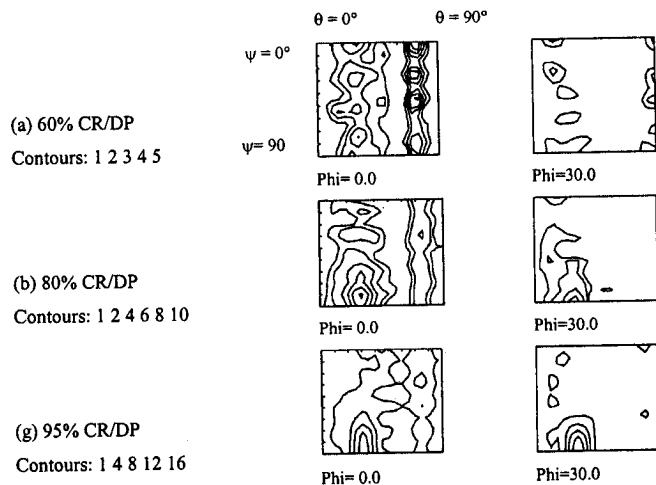 θ = 0° θ = 90°
ψ = 0°
(a) 60% CR/DP
Contours: 1 2 3 4 5
ψ= 90
Phi= 0.0 Phi=30.0
(b) 80% CR/DP
Contours: 1 2 4 6 8 10
Phi= 0.0 Phi=30.0
(g) 95% CR/DP
Contours: 1 4 8 12 16
Phi= 0.0 Phi=30.0